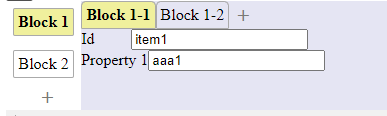 Block 1
Block 2
+
Block 1-1 Block 1-2 +
Id item1
Property 1 aaa1